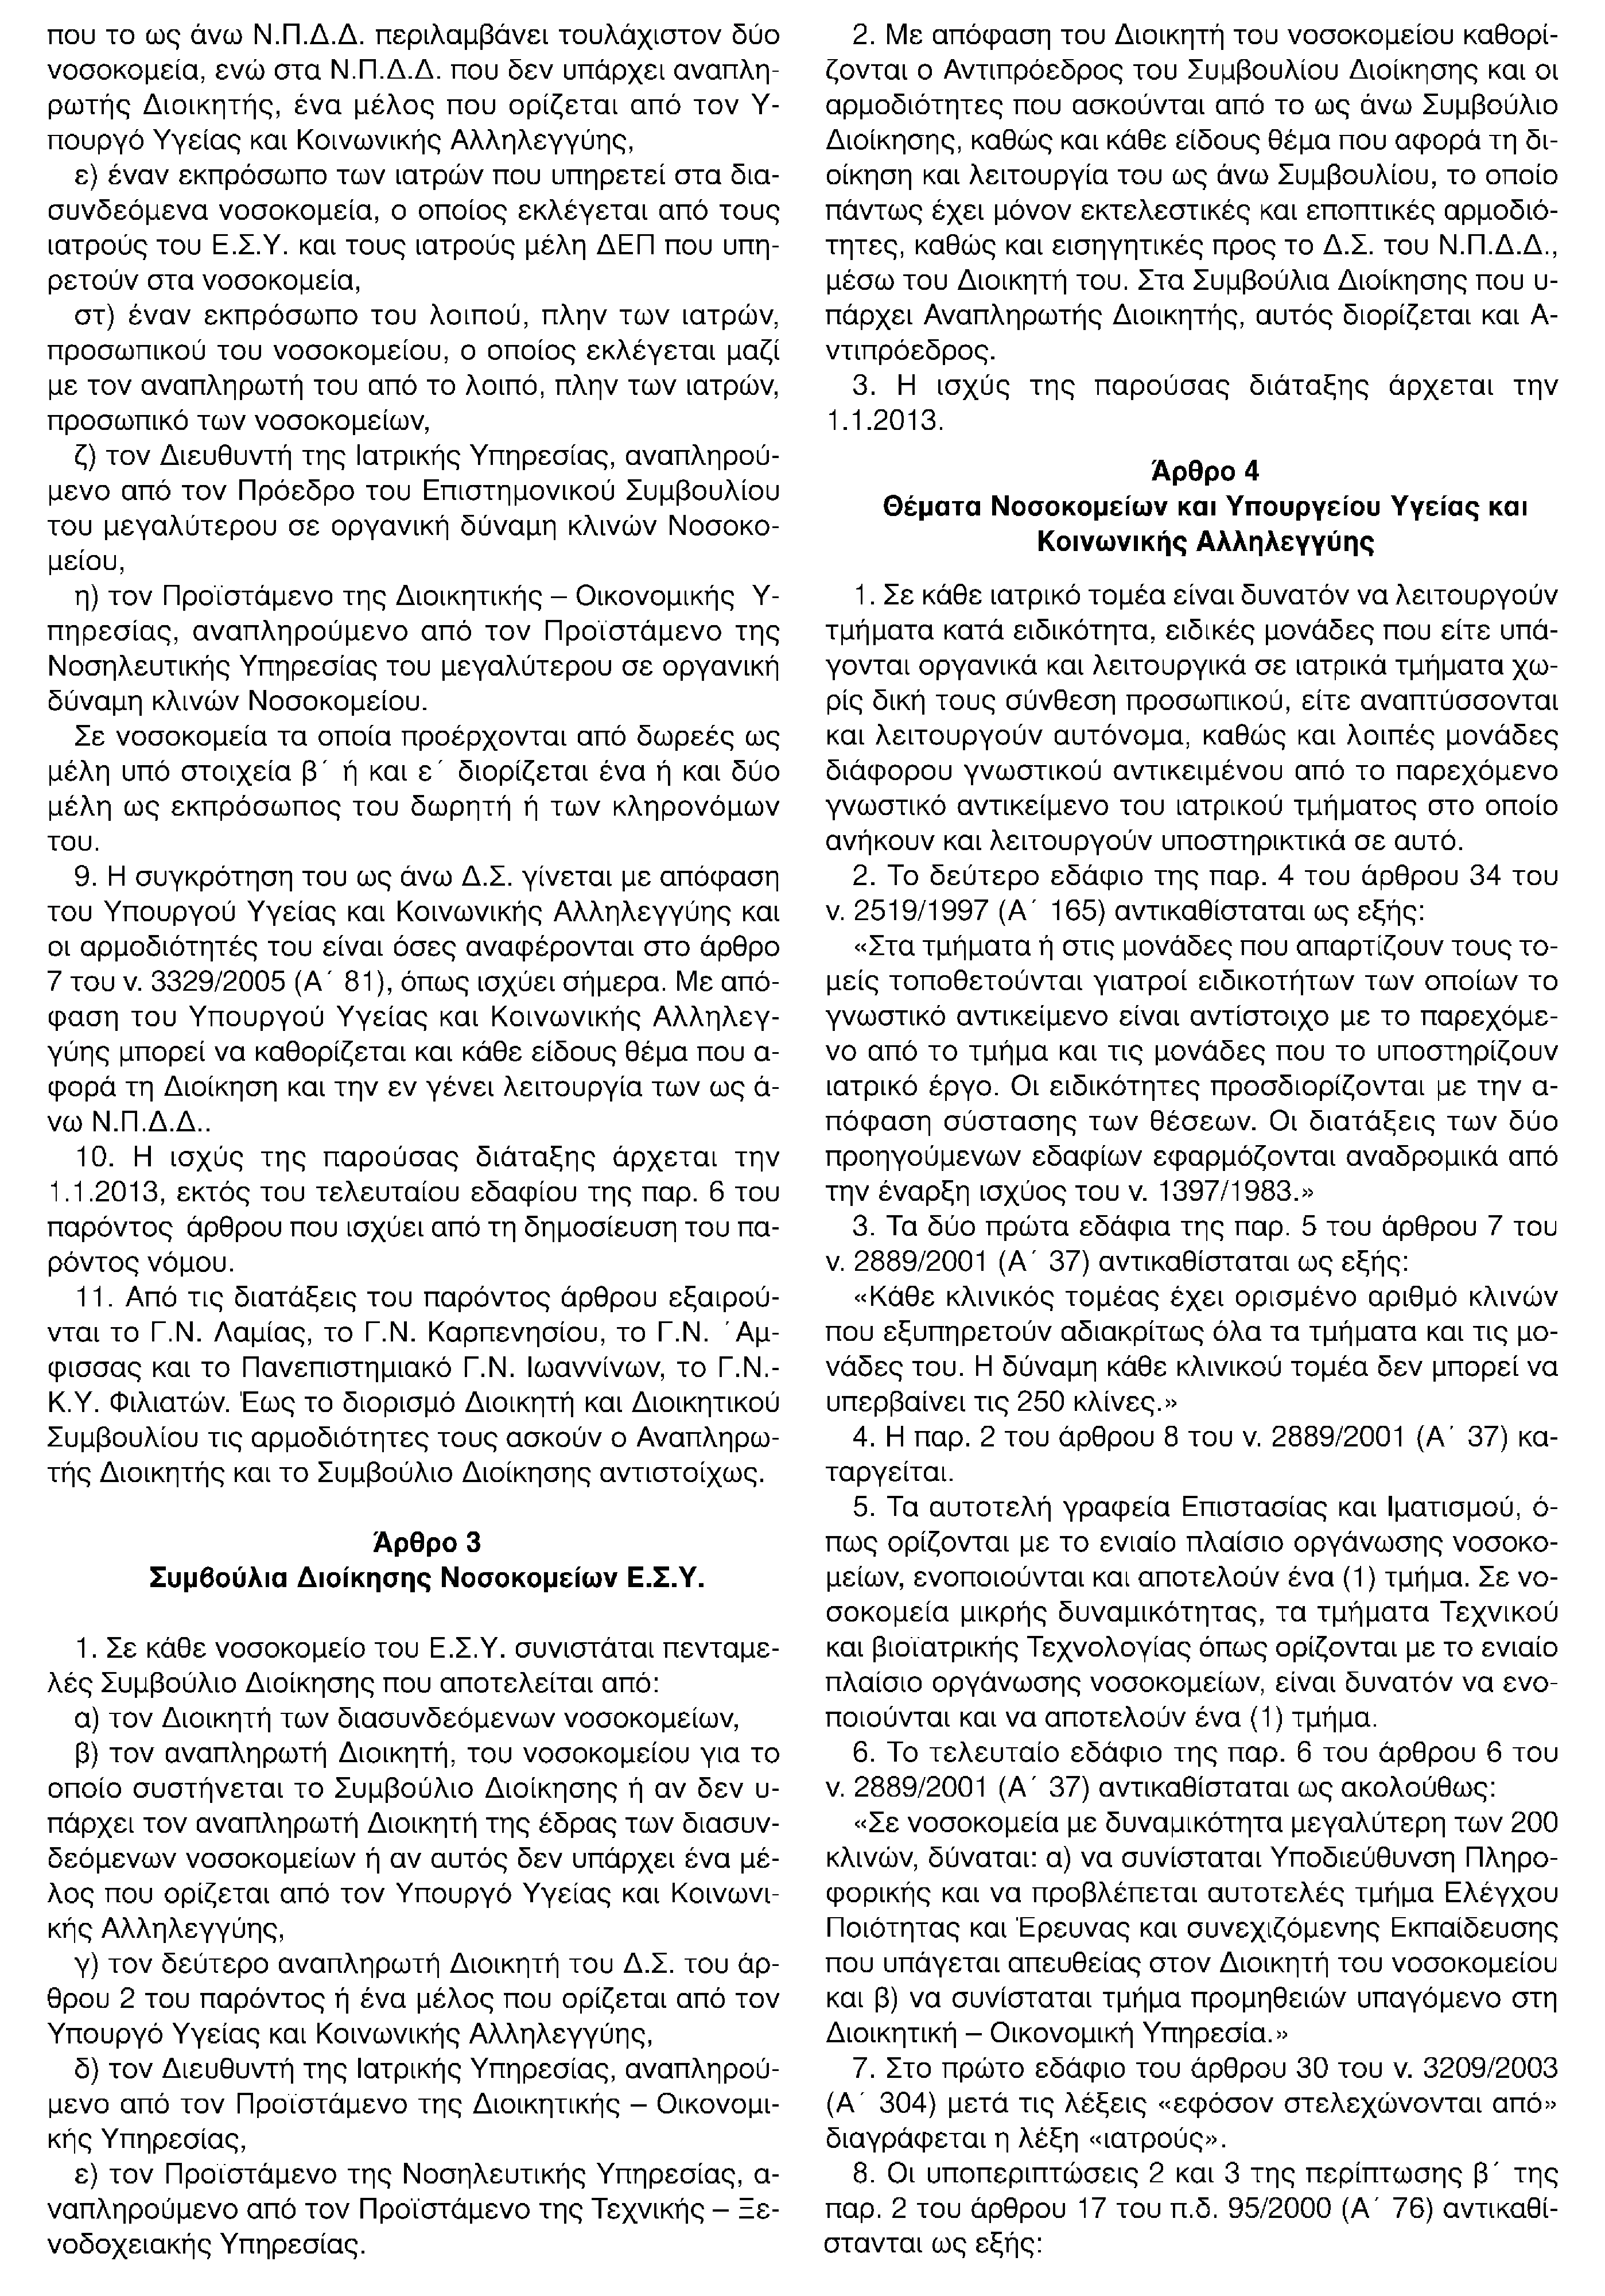 που το ως άνω Ν.Π.Δ.Δ. περιλαμβάνει τουλάχιστον δύο
νοσοκομεία, ενώ στα Ν.Π.Δ.Δ. που δεν υπάρχει αναπλη-
ρωτής Διοικητής, ένα μέλος που ορίζεται από τον Υ-
πουργό Υγείας και Κοινωνικής Αλληλεγγύης,
ε) έναν εκπρόσωπο των ιατρών που υπηρετεί στα δια-
συνδεόμενα νοσοκομεία, ο οποίος εκλέγεται από τους
ιατρούς του Ε.Σ.Υ. και τους ιατρούς μέλη ΔΕΠ που υπη-
ρετούν στα νοσοκομεία,
στ) έναν εκπρόσωπο του λοιπού, πλην των ιατρών,
προσωπικού του νοσοκομείου, ο οποίος εκλέγεται μαζί
με τον αναπληρωτή του από το λοιπό, πλην των ιατρών,
προσωπικό των νοσοκομείων,
ζ) τον Διευθυντή της Ιατρικής Υπηρεσίας, αναπληρού-
μενο από τον Πρόεδρο του Επιστημονικού Συμβουλίου
του μεγαλύτερου σε οργανική δύναμη κλινών Νοσοκο-
μείου,
η) τον Προϊστάμενο της Διοικητικής – Οικονομικής Υ-
πηρεσίας, αναπληρούμενο από τον Προϊστάμενο της
Νοσηλευτικής Υπηρεσίας του μεγαλύτερου σε οργανική
δύναμη κλινών Νοσοκομείου.
Σε νοσοκομεία τα οποία προέρχονται από δωρεές ως
μέλη υπό στοιχεία β΄ ή και ε΄ διορίζεται ένα ή και δύο
μέλη ως εκπρόσωπος του δωρητή ή των κληρονόμων
του.
9. Η συγκρότηση του ως άνω Δ.Σ. γίνεται με απόφαση
του Υπουργού Υγείας και Κοινωνικής Αλληλεγγύης και
οι αρμοδιότητές του είναι όσες αναφέρονται στο άρθρο
7 του ν. 3329/2005 (Α΄ 81), όπως ισχύει σήμερα. Με από-
φαση του Υπουργού Υγείας και Κοινωνικής Αλληλεγ-
γύης μπορεί να καθορίζεται και κάθε είδους θέμα που α-
φορά τη Διοίκηση και την εν γένει λειτουργία των ως ά-
νω Ν.Π.Δ.Δ..
10. Η ισχύς της παρούσας διάταξης άρχεται την
1.1.2013, εκτός του τελευταίου εδαφίου της παρ. 6 του
παρόντος άρθρου που ισχύει από τη δημοσίευση του πα-
ρόντος νόμου.
11. Από τις διατάξεις του παρόντος άρθρου εξαιρού-
νται το Γ.Ν. Λαμίας, το Γ.Ν. Καρπενησίου, το Γ.Ν. ΄Αμ-
φισσας και το Πανεπιστημιακό Γ.Ν. Ιωαννίνων, το Γ.Ν.-
Κ.Υ. Φιλιατών. Έως το διορισμό Διοικητή και Διοικητικού
Συμβουλίου τις αρμοδιότητες τους ασκούν ο Αναπληρω-
τής Διοικητής και το Συμβούλιο Διοίκησης αντιστοίχως.
Άρθρο 3
Συμβούλια Διοίκησης Νοσοκομείων Ε.Σ.Υ.
1. Σε κάθε νοσοκομείο του Ε.Σ.Υ. συνιστάται πενταμε-
λές Συμβούλιο Διοίκησης που αποτελείται από:
α) τον Διοικητή των διασυνδεόμενων νοσοκομείων,
β) τον αναπληρωτή Διοικητή, του νοσοκομείου για το
οποίο συστήνεται το Συμβούλιο Διοίκησης ή αν δεν υ-
πάρχει τον αναπληρωτή Διοικητή της έδρας των διασυν-
δεόμενων νοσοκομείων ή αν αυτός δεν υπάρχει ένα μέ-
λος που ορίζεται από τον Υπουργό Υγείας και Κοινωνι-
κής Αλληλεγγύης,
γ) τον δεύτερο αναπληρωτή Διοικητή του Δ.Σ. του άρ-
θρου 2 του παρόντος ή ένα μέλος που ορίζεται από τον
Υπουργό Υγείας και Κοινωνικής Αλληλεγγύης,
δ) τον Διευθυντή της Ιατρικής Υπηρεσίας, αναπληρού-
μενο από τον Προϊστάμενο της Διοικητικής – Οικονομι-
κής Υπηρεσίας,
ε) τον Προϊστάμενο της Νοσηλευτικής Υπηρεσίας, α-
ναπληρούμενο από τον Προϊστάμενο της Τεχνικής – Ξε-
νοδοχειακής Υπηρεσίας.
2. Με απόφαση του Διοικητή του νοσοκομείου καθορί-
ζονται ο Αντιπρόεδρος του Συμβουλίου Διοίκησης και οι
αρμοδιότητες που ασκούνται από το ως άνω Συμβούλιο
Διοίκησης, καθώς και κάθε είδους θέμα που αφορά τη δι-
οίκηση και λειτουργία του ως άνω Συμβουλίου, το οποίο
πάντως έχει μόνον εκτελεστικές και εποπτικές αρμοδιό-
τητες, καθώς και εισηγητικές προς το Δ.Σ. του Ν.Π.Δ.Δ.,
μέσω του Διοικητή του. Στα Συμβούλια Διοίκησης που υ-
πάρχει Αναπληρωτής Διοικητής, αυτός διορίζεται και Α-
ντιπρόεδρος.
3. Η ισχύς της παρούσας διάταξης άρχεται την
1.1.2013.
Άρθρο 4
Θέματα Νοσοκομείων και Υπουργείου Υγείας και
Κοινωνικής Αλληλεγγύης
1. Σε κάθε ιατρικό τομέα είναι δυνατόν να λειτουργούν
τμήματα κατά ειδικότητα, ειδικές μονάδες που είτε υπά-
γονται οργανικά και λειτουργικά σε ιατρικά τμήματα χω-
ρίς δική τους σύνθεση προσωπικού, είτε αναπτύσσονται
και λειτουργούν αυτόνομα, καθώς και λοιπές μονάδες
διάφορου γνωστικού αντικειμένου από το παρεχόμενο
γνωστικό αντικείμενο του ιατρικού τμήματος στο οποίο
ανήκουν και λειτουργούν υποστηρικτικά σε αυτό.
2. Το δεύτερο εδάφιο της παρ. 4 του άρθρου 34 του
ν. 2519/1997 (Α΄ 165) αντικαθίσταται ως εξής:
«Στα τμήματα ή στις μονάδες που απαρτίζουν τους το-
μείς τοποθετούνται γιατροί ειδικοτήτων των οποίων το
γνωστικό αντικείμενο είναι αντίστοιχο με το παρεχόμε-
νο από το τμήμα και τις μονάδες που το υποστηρίζουν
ιατρικό έργο. Οι ειδικότητες προσδιορίζονται με την α-
πόφαση σύστασης των θέσεων. Οι διατάξεις των δύο
προηγούμενων εδαφίων εφαρμόζονται αναδρομικά από
την έναρξη ισχύος του ν. 1397/1983.»
3. Τα δύο πρώτα εδάφια της παρ. 5 του άρθρου 7 του
ν. 2889/2001 (Α΄ 37) αντικαθίσταται ως εξής:
«Κάθε κλινικός τομέας έχει ορισμένο αριθμό κλινών
που εξυπηρετούν αδιακρίτως όλα τα τμήματα και τις μο-
νάδες του. Η δύναμη κάθε κλινικού τομέα δεν μπορεί να
υπερβαίνει τις 250 κλίνες.»
4. Η παρ. 2 του άρθρου 8 του ν. 2889/2001 (Α΄ 37) κα-
ταργείται.
5. Τα αυτοτελή γραφεία Επιστασίας και Ιματισμού, ό-
πως ορίζονται με το ενιαίο πλαίσιο οργάνωσης νοσοκο-
μείων, ενοποιούνται και αποτελούν ένα (1) τμήμα. Σε νο-
σοκομεία μικρής δυναμικότητας, τα τμήματα Τεχνικού
και βιοϊατρικής Τεχνολογίας όπως ορίζονται με το ενιαίο
πλαίσιο οργάνωσης νοσοκομείων, είναι δυνατόν να ενο-
ποιούνται και να αποτελούν ένα (1) τμήμα.
6. Το τελευταίο εδάφιο της παρ. 6 του άρθρου 6 του
ν. 2889/2001 (Α΄ 37) αντικαθίσταται ως ακολούθως:
«Σε νοσοκομεία με δυναμικότητα μεγαλύτερη των 200
κλινών, δύναται: α) να συνίσταται Υποδιεύθυνση Πληρο-
φορικής και να προβλέπεται αυτοτελές τμήμα Ελέγχου
Ποιότητας και Έρευνας και συνεχιζόμενης Εκπαίδευσης
που υπάγεται απευθείας στον Διοικητή του νοσοκομείου
και β) να συνίσταται τμήμα προμηθειών υπαγόμενο στη
Διοικητική – Οικονομική Υπηρεσία.»
7. Στο πρώτο εδάφιο του άρθρου 30 του ν. 3209/2003
(Α΄ 304) μετά τις λέξεις «εφόσον στελεχώνονται από»
διαγράφεται η λέξη «ιατρούς».
8. Οι υποπεριπτώσεις 2 και 3 της περίπτωσης β΄ της
παρ. 2 του άρθρου 17 του π.δ. 95/2000 (Α΄ 76) αντικαθί-
στανται ως εξής: